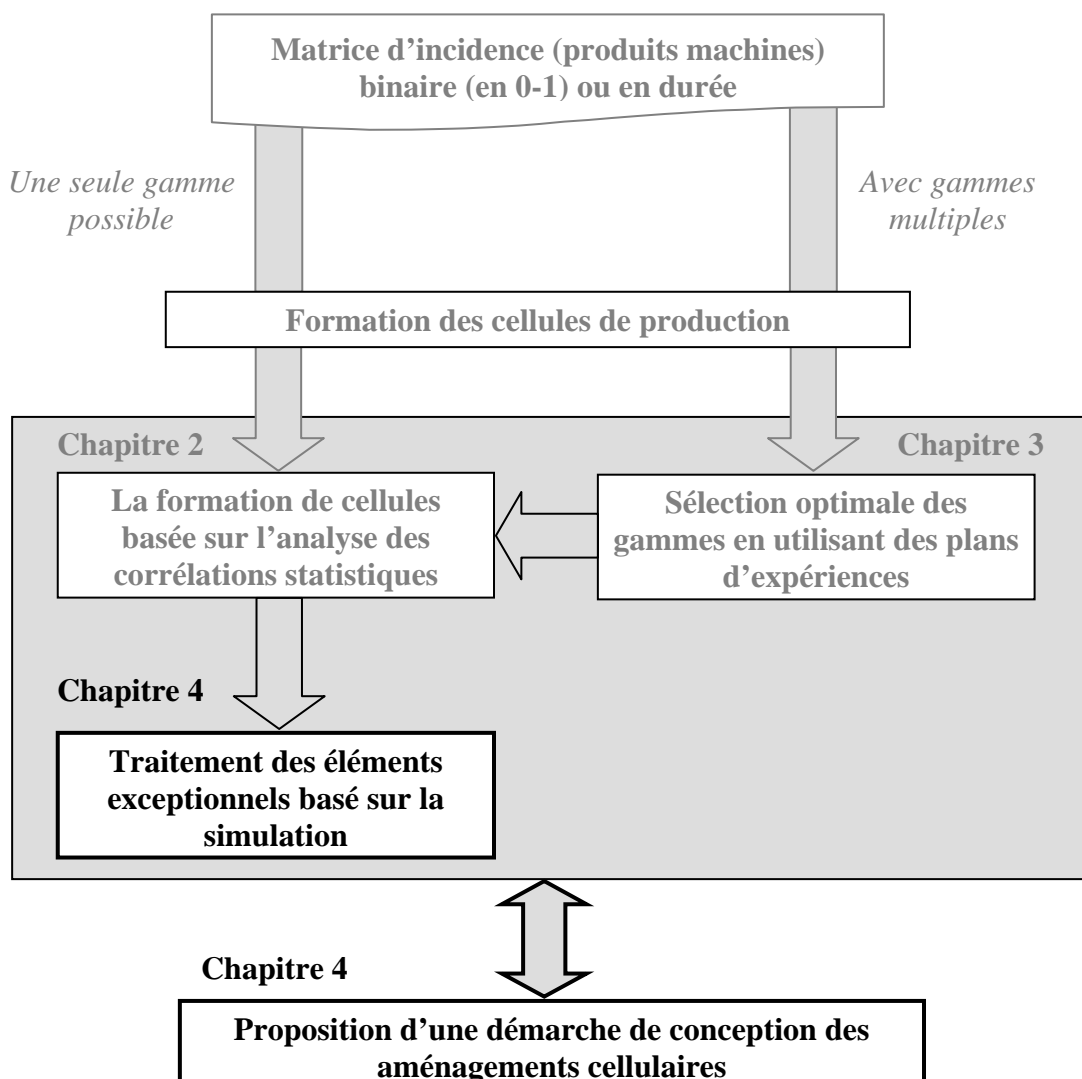 Matrice d’incidence (produits machines)
binaire (en 0-1) ou en durée
Une seule gamme
possible
Avec gammes
multiples
Formation des cellules de production
Chapitre 2
Chapitre 3
La formation de cellules
basée sur l’analyse des
corrélations statistiques
Sélection optimale des
gammes en utilisant des plans
d’expériences
Chapitre 4
Traitement des éléments
exceptionnels basé sur la
simulation
Chapitre 4
Proposition d’une démarche de conception des
aménagements cellulaires